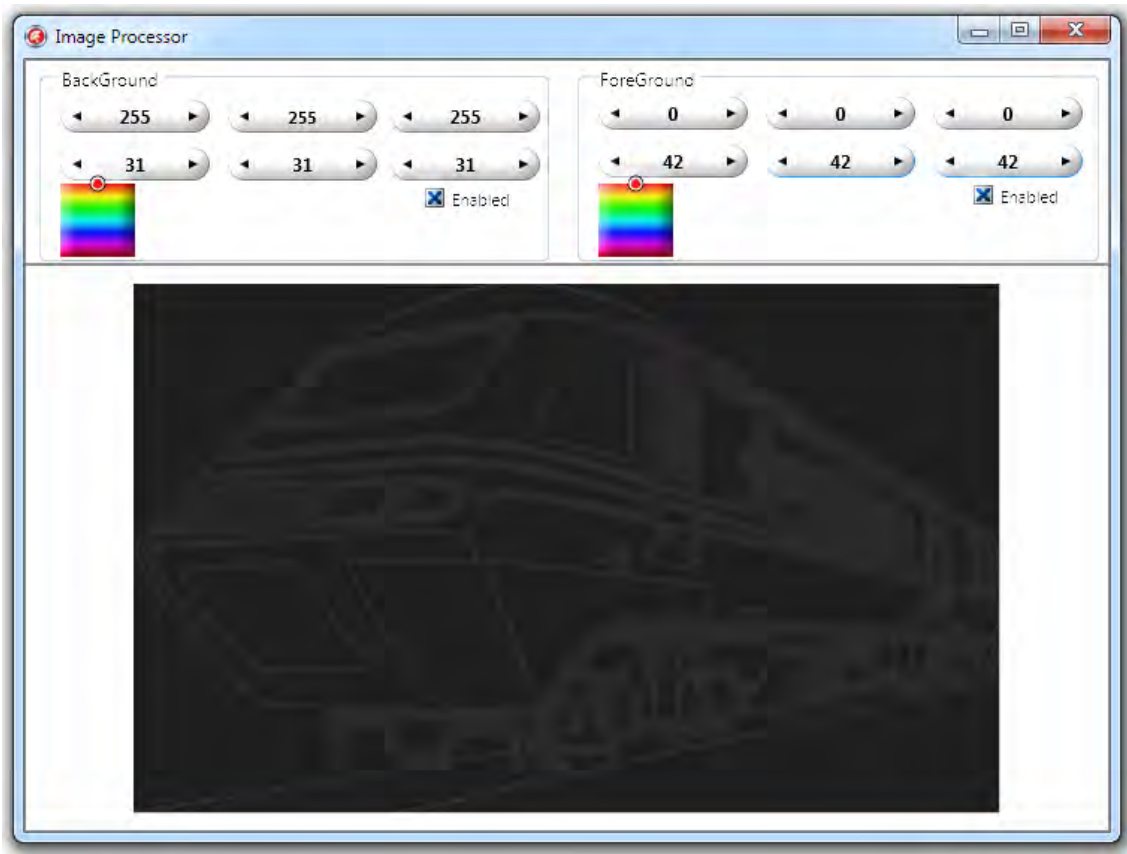 Image Processor
BackGround
255 255 255
31 31 31
Enabled
ForeGround
0 0 0
42 42 42
Enabled